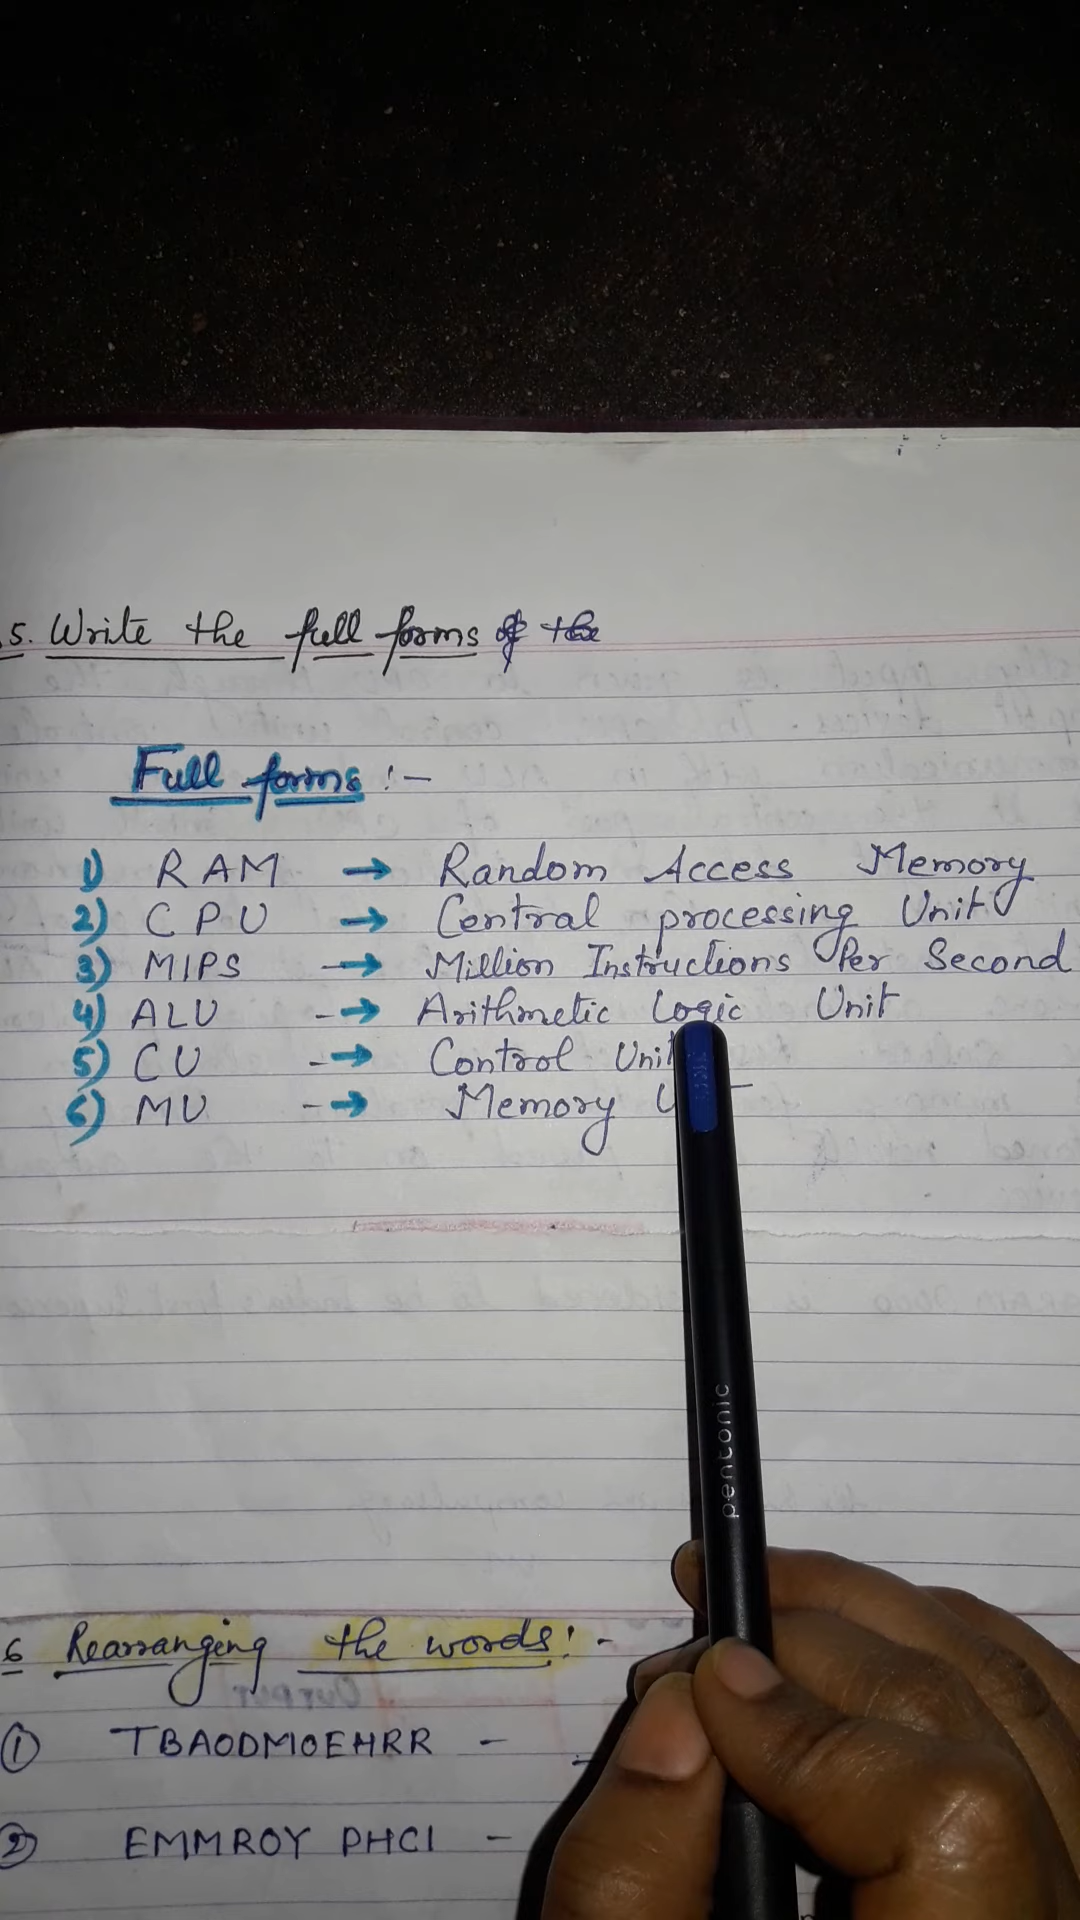 5. Write the full forms of the
Full forms :-
1) RAM → Random Access Memory
2) CPU → Central processing Unit
3) MIPS → Million Instructions Per Second
4) ALU → Arithmetic Logic Unit
5) CU → Control Unit
6) MU → Memory
pentonic
6 Rearranging the words:-
1 TBAODMOEHRR -
2 EMMROY PHCI -